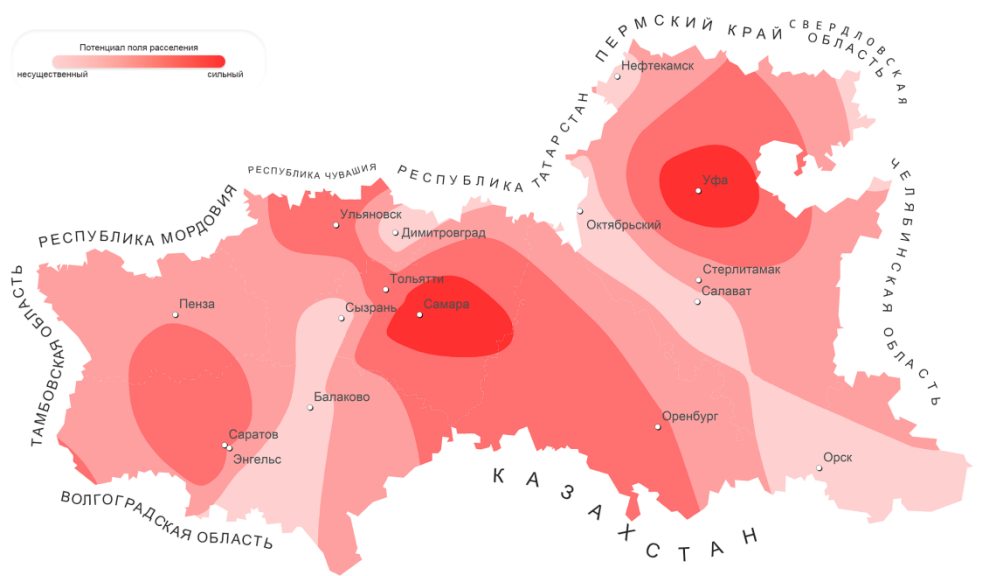 Потенциал поля расселения
несущественный
сильный
ПЕРМСКИЙ КРАЙ
СВЕРДЛОВСКАЯ
ОБЛАСТЬ
Нефтекамск
РЕСПУБЛИКА ТАТАРСТАН
РЕСПУБЛИКА ЧУВАШИЯ
РЕСПУБЛИКА МОРДОВИЯ
ЧЕЛЯБИНСКАЯ ОБЛАСТЬ
Уфа
Ульяновск
Октябрьский
Димитровград
Стерлитамак
Тольятти
Салават
Пенза
Сызрань
Самара
ТАМБОВСКАЯ ОБЛАСТЬ
Балаково
Оренбург
Саратов
Энгельс
Орск
ВОЛГОГРАДСКАЯ ОБЛАСТЬ
КАЗАХСТАН